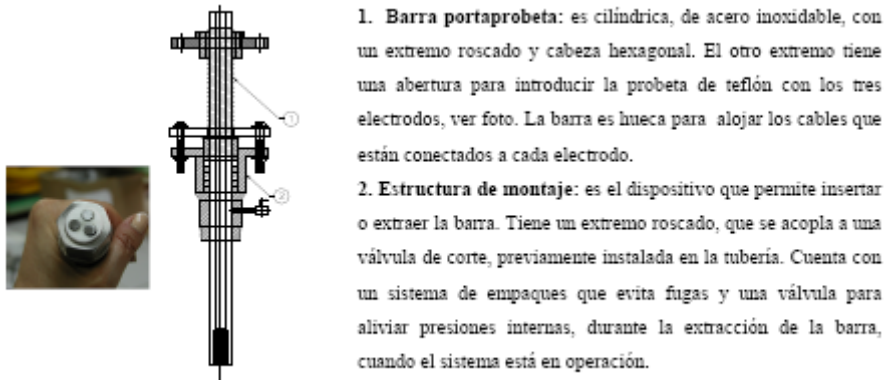 1. Barra portaprobeta: es cilíndrica, de acero inoxidable, con
un extremo roscado y cabeza hexagonal. El otro extremo tiene
una abertura para introducir la probeta de teflón con los tres
electrodos, ver foto. La barra es hueca para alojar los cables que
están conectados a cada electrodo.
2. Estructura de montaje: es el dispositivo que permite insertar
o extraer la barra. Tiene un extremo roscado, que se acopla a una
válvula de corte, previamente instalada en la tubería. Cuenta con
un sistema de empaques que evita fugas y una válvula para
aliviar presiones internas, durante la extracción de la barra,
cuando el sistema está en operación.
1
2